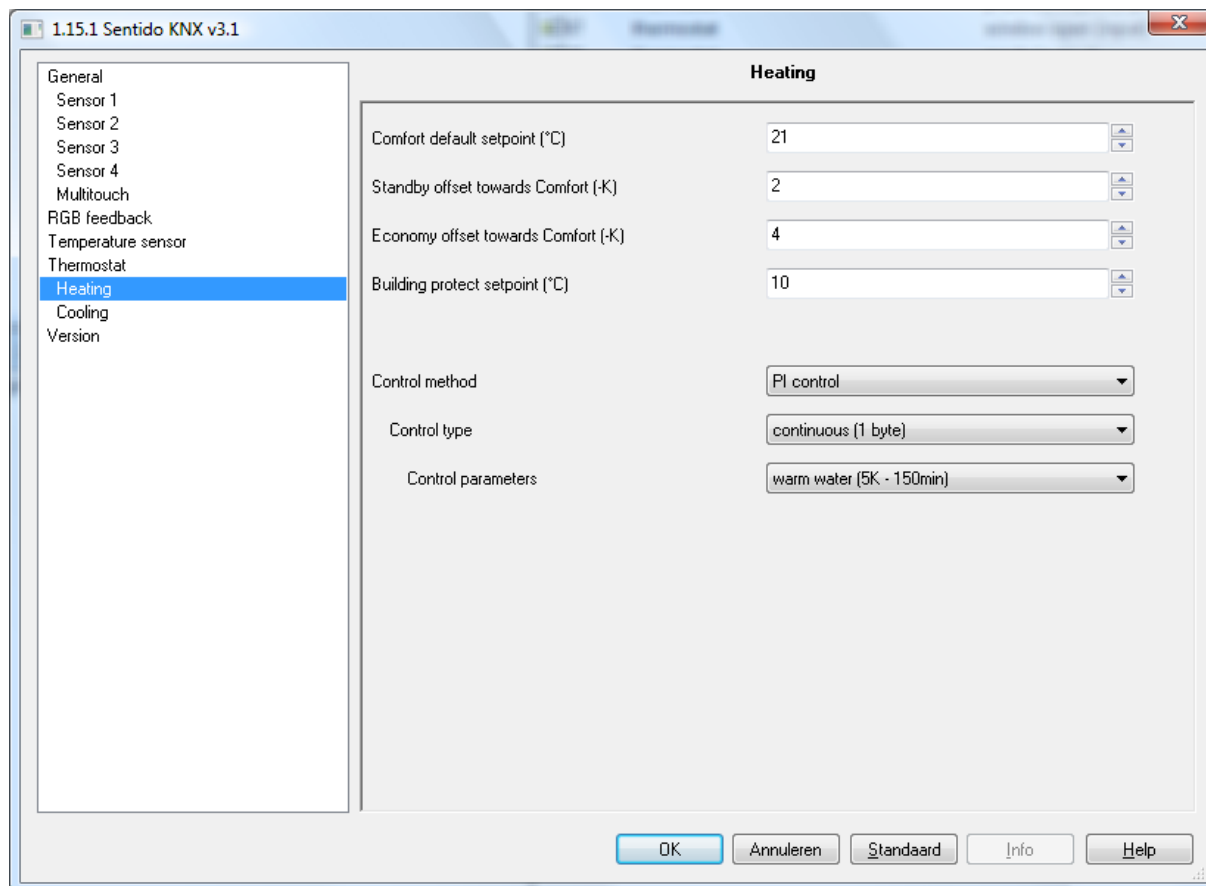 1.15.1 Sentido KNX v3.1
thermostat
General
Sensor 1
Sensor 2
Sensor 3
Sensor 4
Multitouch
RGB feedback
Temperature sensor
Thermostat
Heating
Cooling
Version
Heating
Comfort default setpoint (°C) 21
Standby offset towards Comfort (-K) 2
Economy offset towards Comfort (-K) 4
Building protect setpoint (°C) 10
Control method PI control
Control type continuous (1 byte)
Control parameters warm water (5K - 150min)
OK Annuleren Standaard Info Help